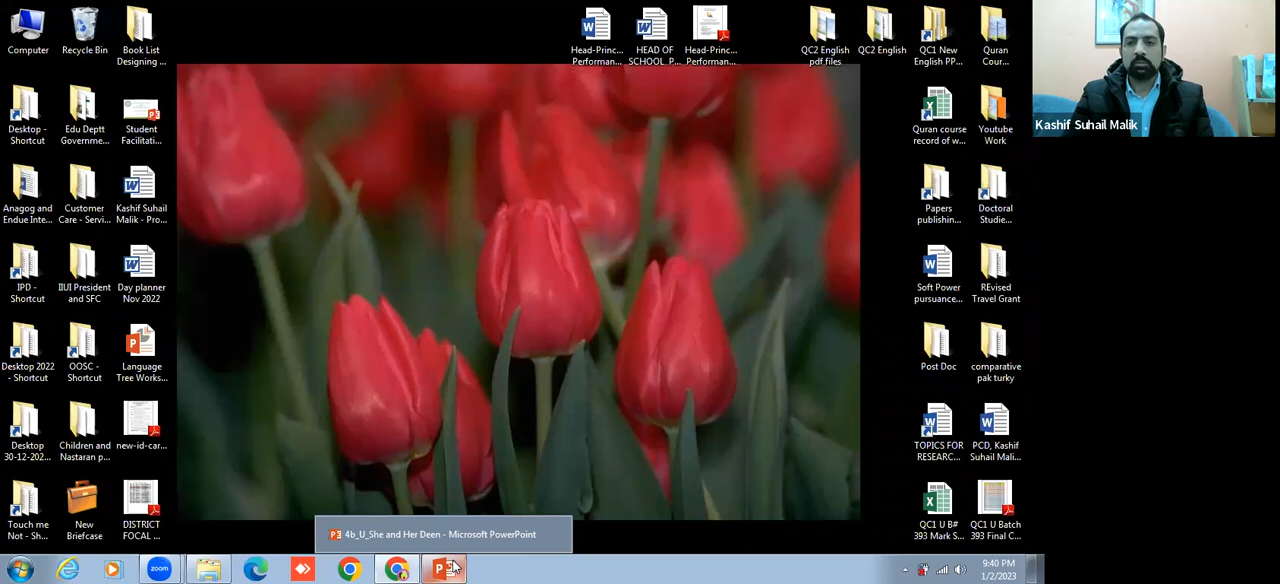 Computer
Recycle Bin
Book List
Designing ...
Head-Princ...
Performan...
HEAD OF
SCHOOL_P...
Head-Princ...
Performan...
QC2 English
pdf files
QC2 English
QC1 New
English PP...
Quran
Cour...
Kashif Suhail Malik
Desktop -
Shortcut
Edu Deptt
Governme...
Student
Facilitati...
Quran course
record of w...
Youtube
Work
Anagog and
Endue Inte...
Customer
Care - Servi...
Kashif Suhail
Malik - Pro...
Papers
publishin...
Doctoral
Studie...
IPD -
Shortcut
IIUI President
and SFC
Day planner
Nov 2022
Soft Power
pursuance...
REvised
Travel Grant
Desktop 2022
- Shortcut
OOSC -
Shortcut
Language
Tree Works...
Post Doc
comparative
pak turky
Desktop
30-12-202...
Children and
Nastaran p...
new-id-car...
TOPICS FOR
RESEARC...
PCD, Kashif
Suhail Mali...
Touch me
Not - Sh...
New
Briefcase
DISTRICT
FOCAL ...
QC1 U B#
393 Mark S...
QC1 U Batch
393 Final C...
4b_U_She and Her Deen - Microsoft PowerPoint
zoom
9:40 PM
1/2/2023